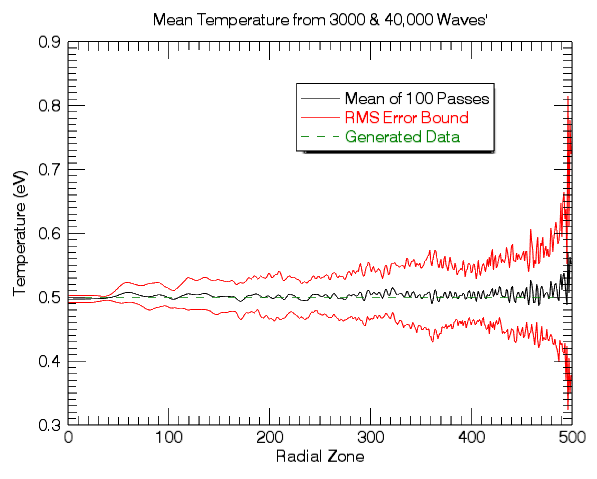 Mean Temperature from 3000 & 40,000 Waves'
0.9
0.8
0.7
0.6
0.5
0.4
0.3
Temperature (eV)
Mean of 100 Passes
RMS Error Bound
Generated Data
0 100 200 300 400 500
Radial Zone